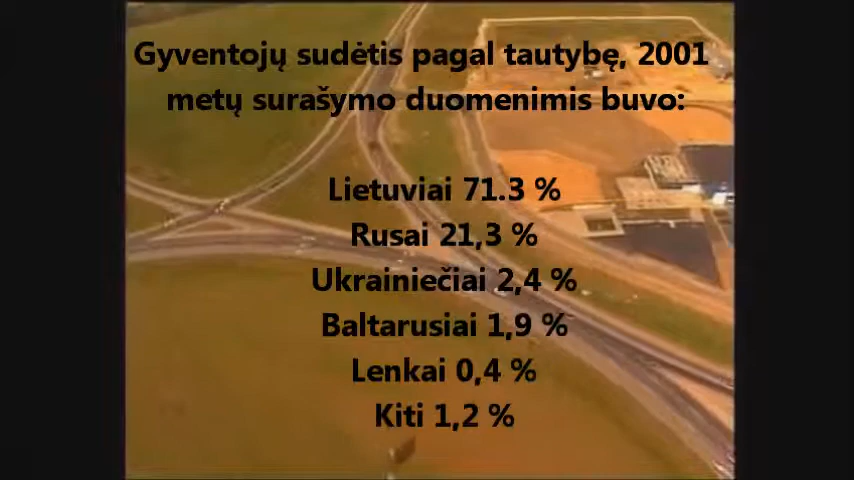 Gyventojų sudėtis pagal tautybę, 2001
metų surašymo duomenimis buvo:
Lietuviai 71.3 %
Rusai 21,3 %
Ukrainiečiai 2,4 %
Baltarusiai 1,9 %
Lenkai 0,4 %
Kiti 1,2 %